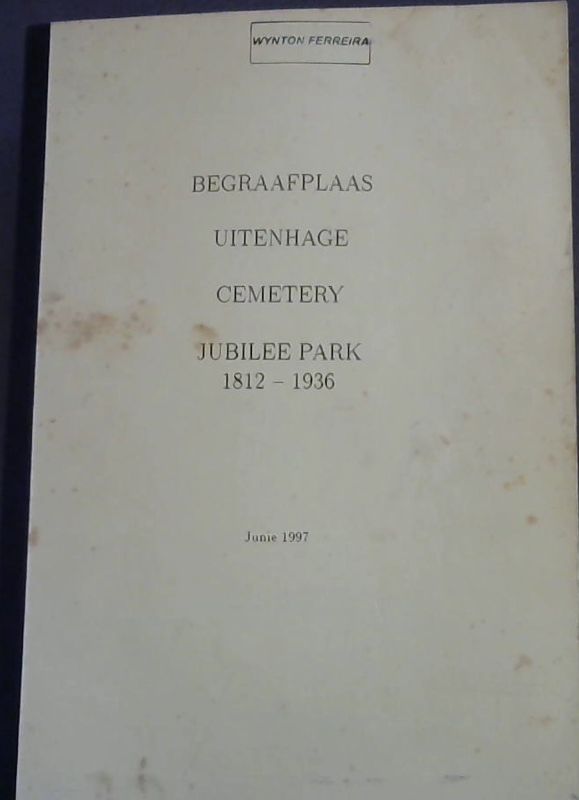 WYNTON FERREIRA
BEGRAAFPLAAS
UITENHAGE
CEMETERY
JUBILEE PARK
1812 – 1936
Junie 1997